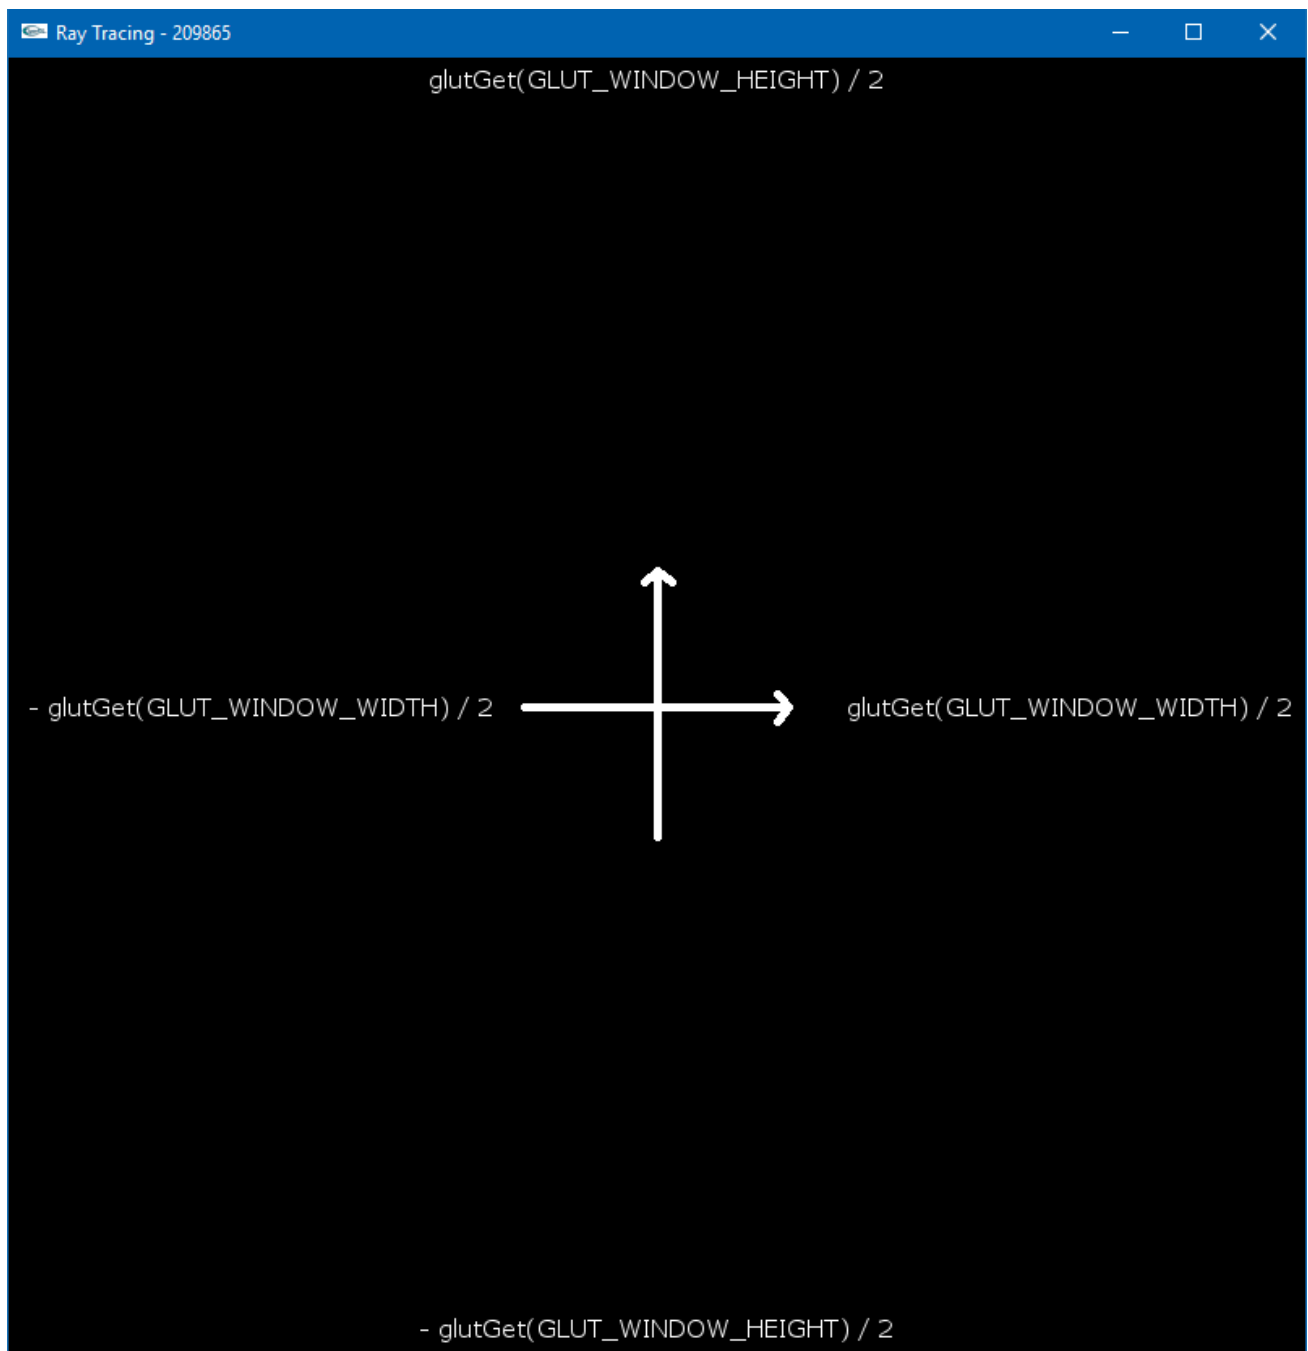 Ray Tracing - 209865
glutGet(GLUT_WINDOW_HEIGHT) / 2
- glutGet(GLUT_WINDOW_WIDTH) / 2
glutGet(GLUT_WINDOW_WIDTH) / 2
- glutGet(GLUT_WINDOW_HEIGHT) / 2